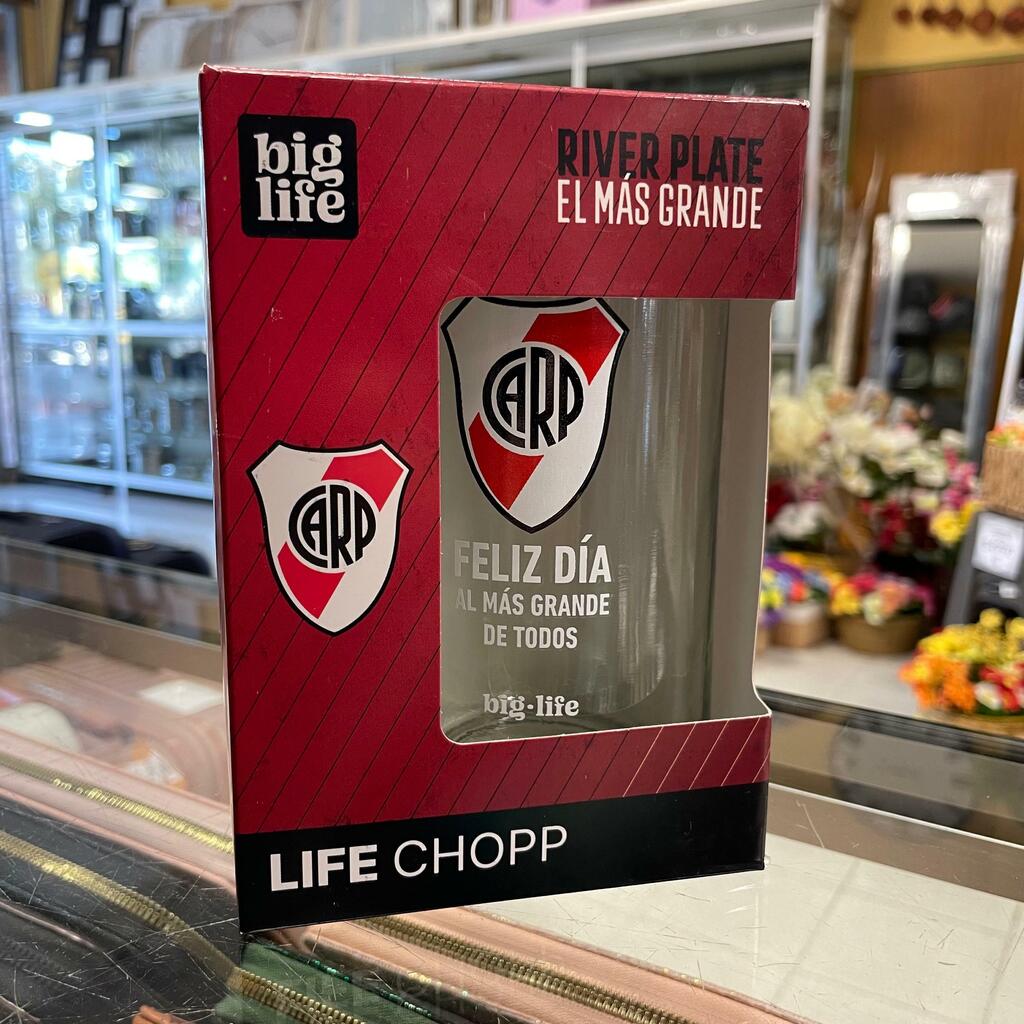 big
life
RIVER PLATE
EL MÁS GRANDE
CARP
CARP
FELIZ DÍA
AL MÁS GRANDE
DE TODOS
big·life
LIFE CHOPP